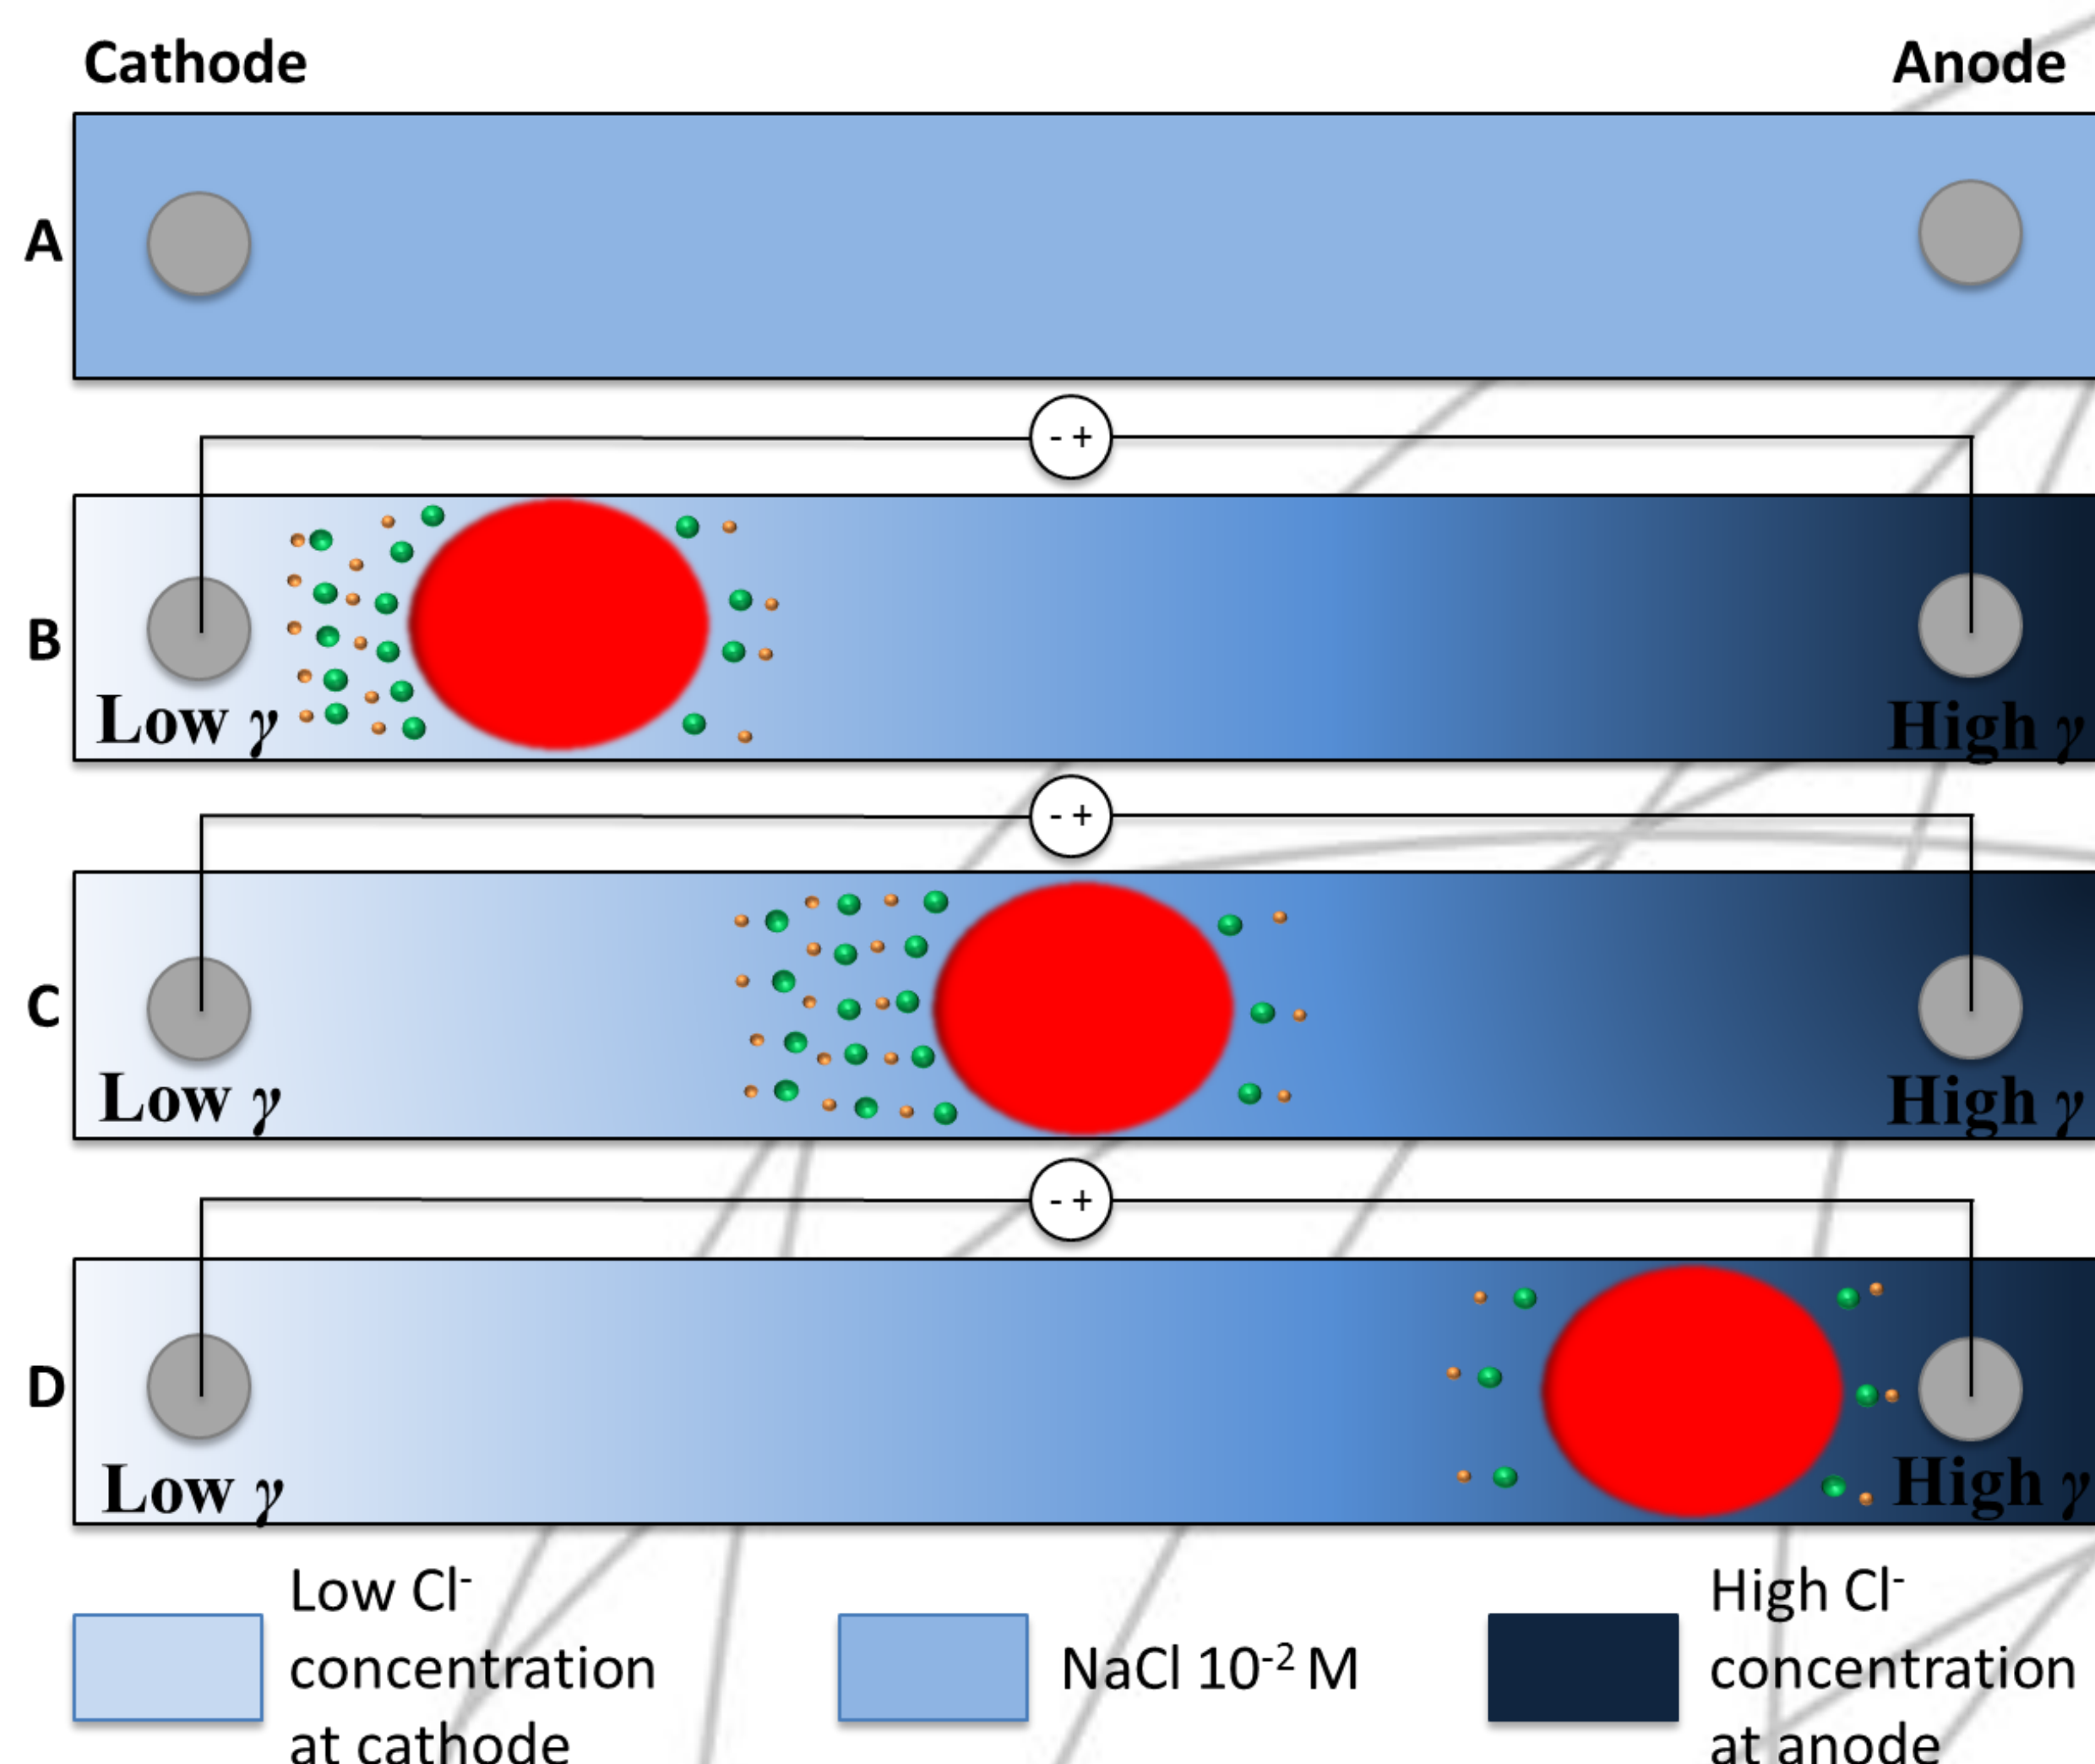 Cathode
Anode
A
- +
B
Low γ
High γ
- +
C
Low γ
High γ
- +
D
Low γ
High γ
Low Cl⁻
concentration
at cathode
NaCl 10⁻² M
High Cl⁻
concentration
at anode